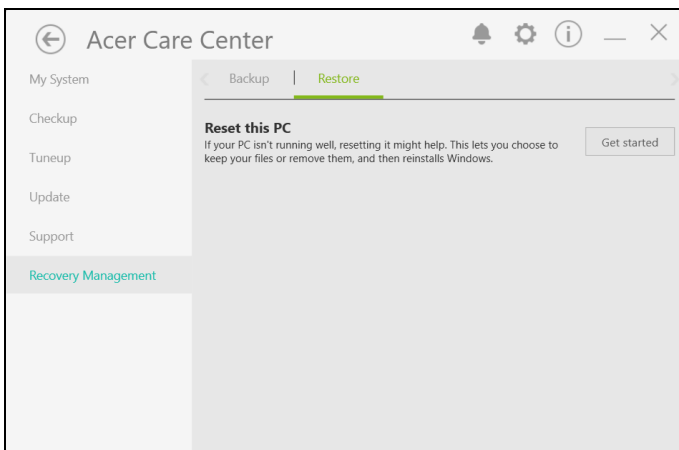 Acer Care Center
My System
Checkup
Tuneup
Update
Support
Recovery Management
Backup | Restore
Reset this PC
If your PC isn't running well, resetting it might help. This lets you choose to
keep your files or remove them, and then reinstalls Windows.
Get started